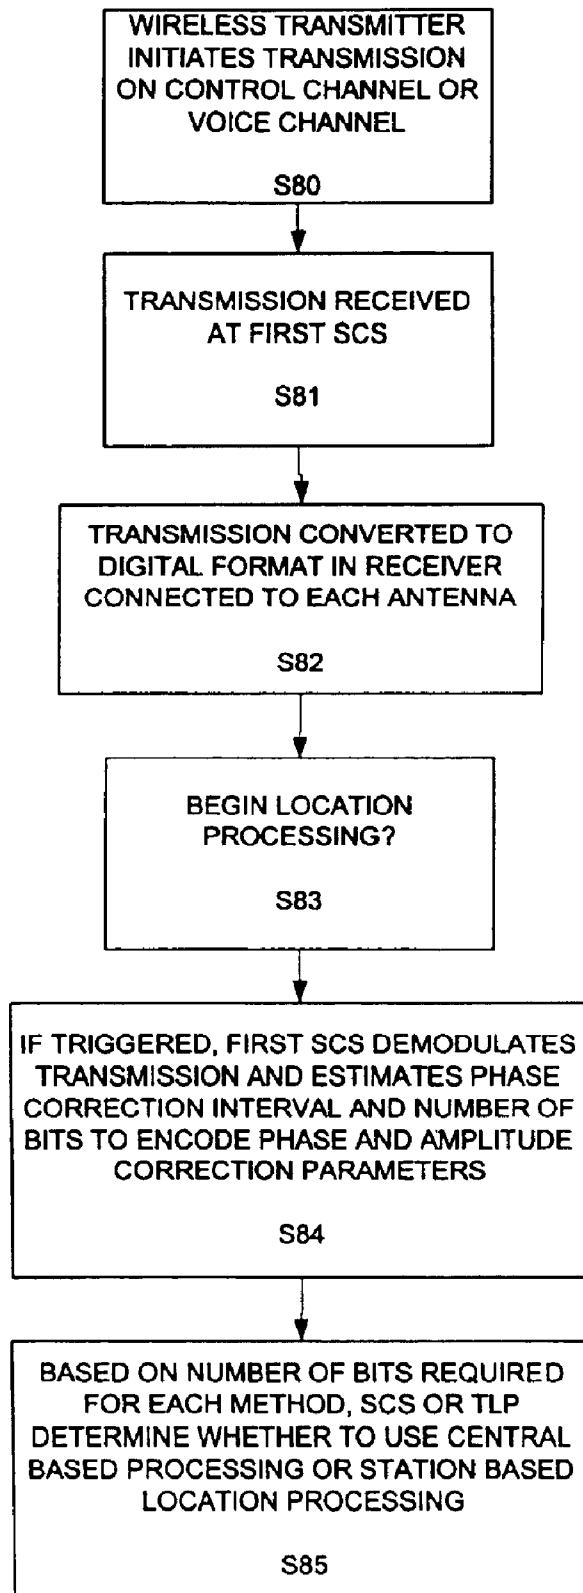 WIRELESS TRANSMITTER
INITIATES TRANSMISSION
ON CONTROL CHANNEL OR
VOICE CHANNEL
S80
TRANSMISSION RECEIVED
AT FIRST SCS
S81
TRANSMISSION CONVERTED TO
DIGITAL FORMAT IN RECEIVER
CONNECTED TO EACH ANTENNA
S82
BEGIN LOCATION
PROCESSING?
S83
IF TRIGGERED, FIRST SCS DEMODULATES
TRANSMISSION AND ESTIMATES PHASE
CORRECTION INTERVAL AND NUMBER OF
BITS TO ENCODE PHASE AND AMPLITUDE
CORRECTION PARAMETERS
S84
BASED ON NUMBER OF BITS REQUIRED
FOR EACH METHOD, SCS OR TLP
DETERMINE WHETHER TO USE CENTRAL
BASED PROCESSING OR STATION BASED
LOCATION PROCESSING
S85